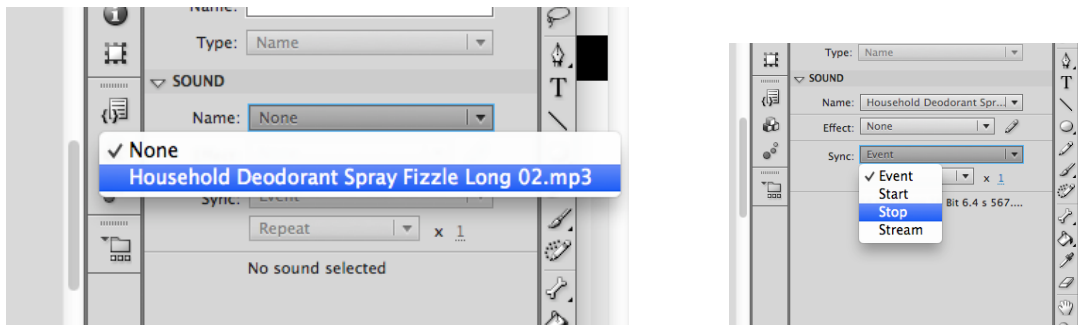 Name:
Type: Name
SOUND
Name: None
✓ None
Household Deodorant Spray Fizzle Long 02.mp3
Sync: Event
Repeat x 1
No sound selected
Type: Name
SOUND
Name: Household Deodorant Spr...
Effect: None
Sync: Event
✓ Event
x 1
Start
Bit 6.4 s 567....
Stop
Stream